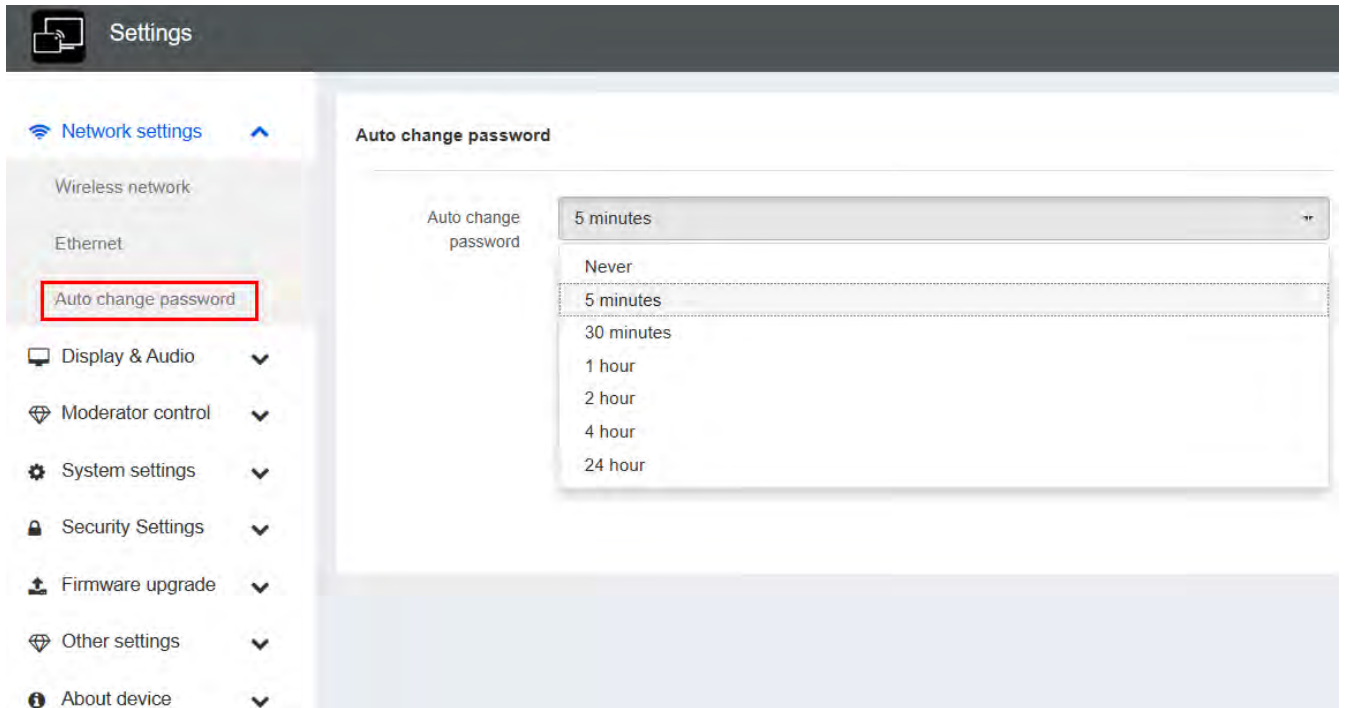 Settings
Network settings
Wireless network
Ethernet
Auto change password
Display & Audio
Moderator control
System settings
Security Settings
Firmware upgrade
Other settings
About device
Auto change password
Auto change
password
5 minutes
Never
5 minutes
30 minutes
1 hour
2 hour
4 hour
24 hour